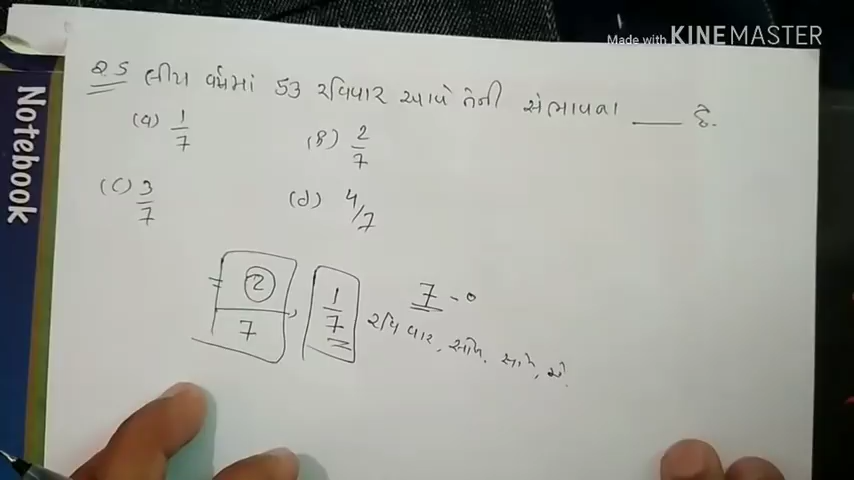 Made with KINEMASTER
Notebook
Q.5 લીપ વર્ષમાં 53 રવિવાર આવે તેની સંભાવના ____ છે.
(a) 1/7 (B) 2/7
(c) 3/7 (d) 4/7
= 2/7, 1/7 7 - 0
રવિવાર, સોમ.